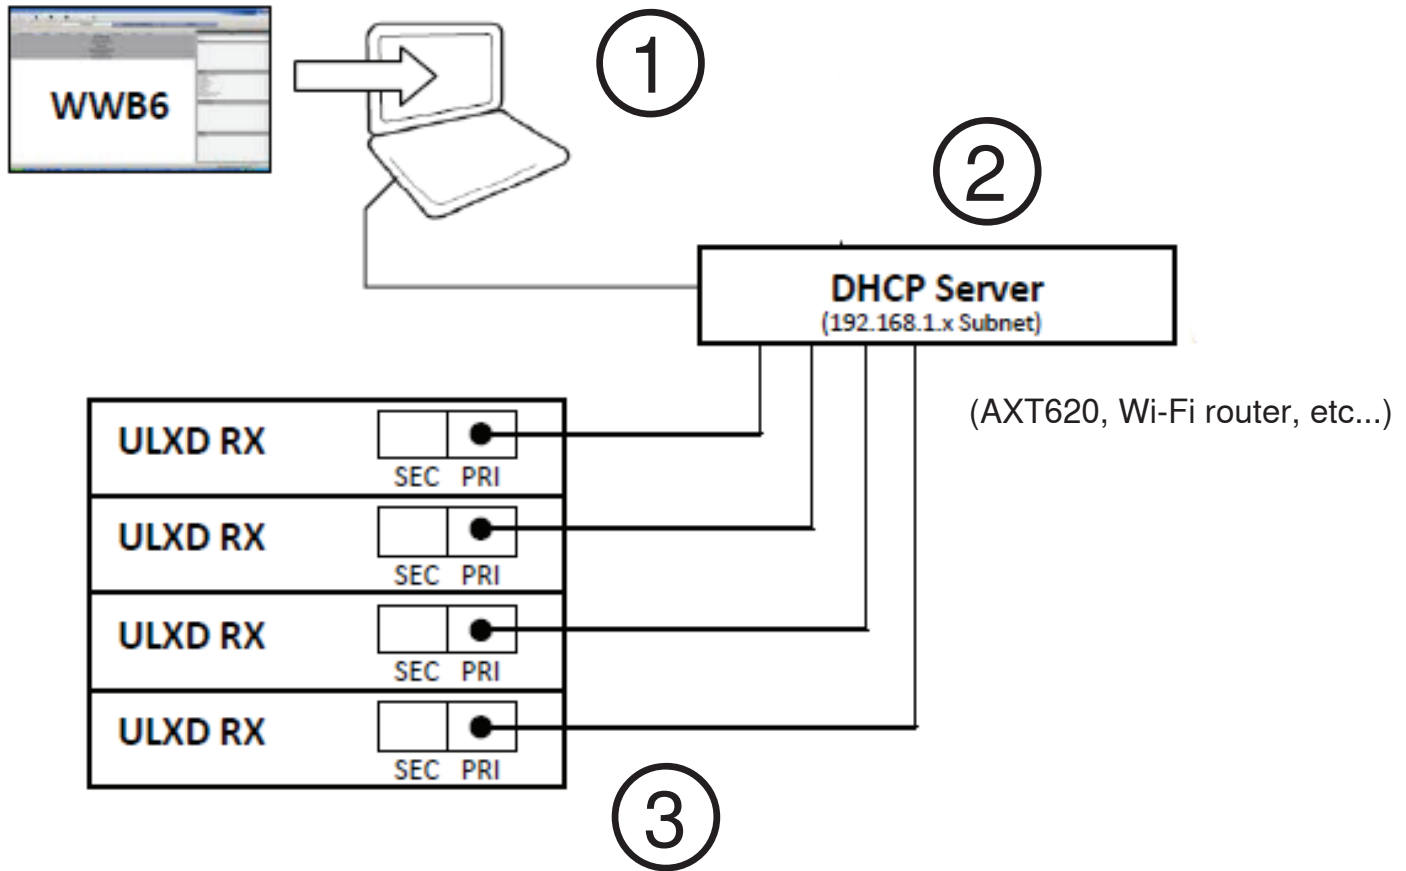 WWB6
1
2
DHCP Server
(192.168.1.x Subnet)
(AXT620, Wi-Fi router, etc...)
ULXD RX
SEC PRI
ULXD RX
SEC PRI
ULXD RX
SEC PRI
ULXD RX
SEC PRI
3